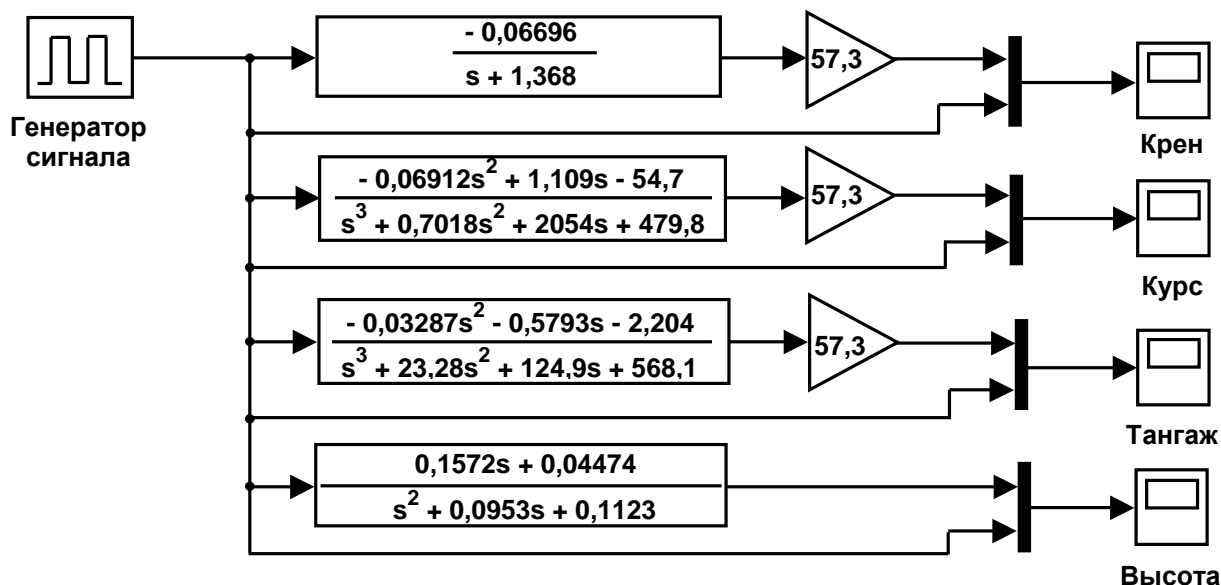 - 0,06696
s + 1,368
57,3
Генератор
сигнала
Крен
- 0,06912s² + 1,109s - 54,7
s³ + 0,7018s² + 2054s + 479,8
57,3
Курс
- 0,03287s² - 0,5793s - 2,204
s³ + 23,28s² + 124,9s + 568,1
57,3
Тангаж
0,1572s + 0,04474
s² + 0,0953s + 0,1123
Высота